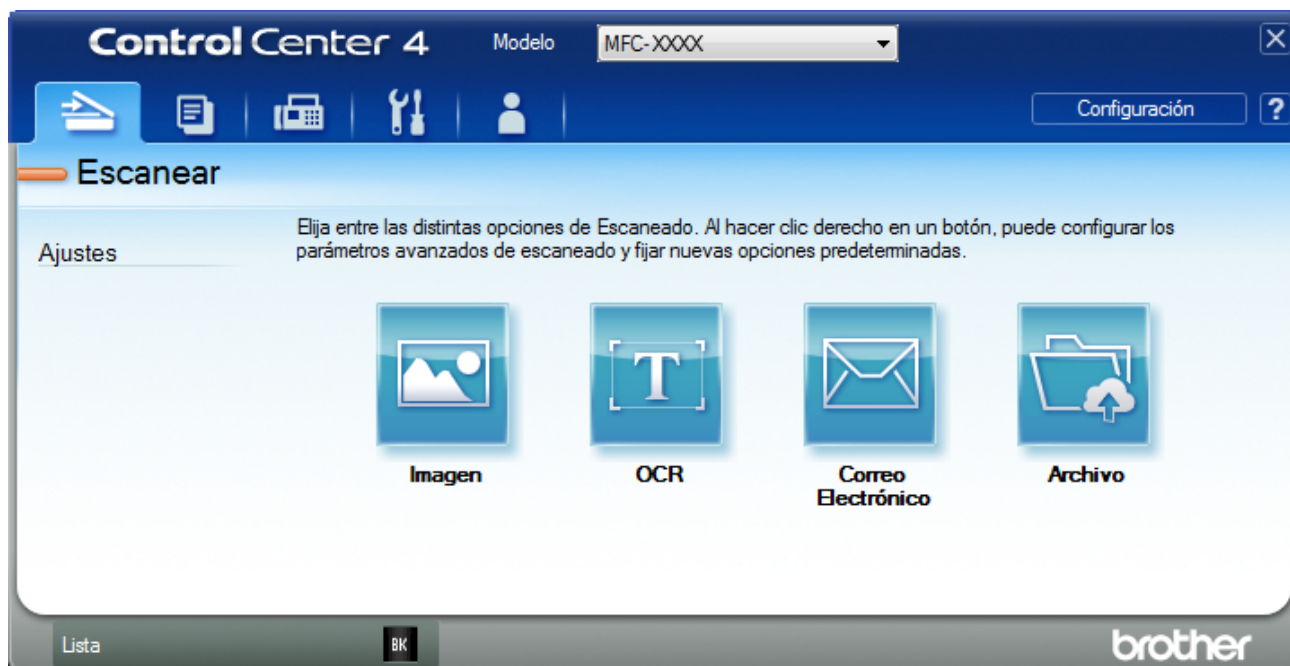 Control Center 4
Modelo
MFC-XXXX
Configuración
?
Escanear
Ajustes
Elija entre las distintas opciones de Escaneado. Al hacer clic derecho en un botón, puede configurar los
parámetros avanzados de escaneado y fijar nuevas opciones predeterminadas.
T
Imagen
OCR
Correo
Electrónico
Archivo
Lista
BK
brother